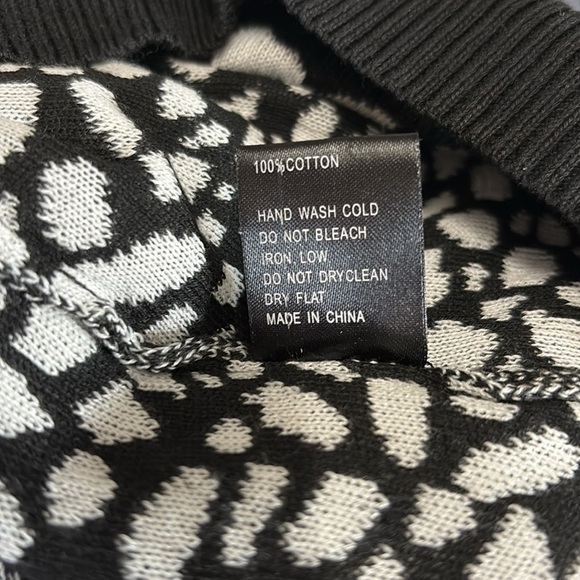 100%COTTON
HAND WASH COLD
DO NOT BLEACH
IRON, LOW
DO NOT DRYCLEAN
DRY FLAT
MADE IN CHINA